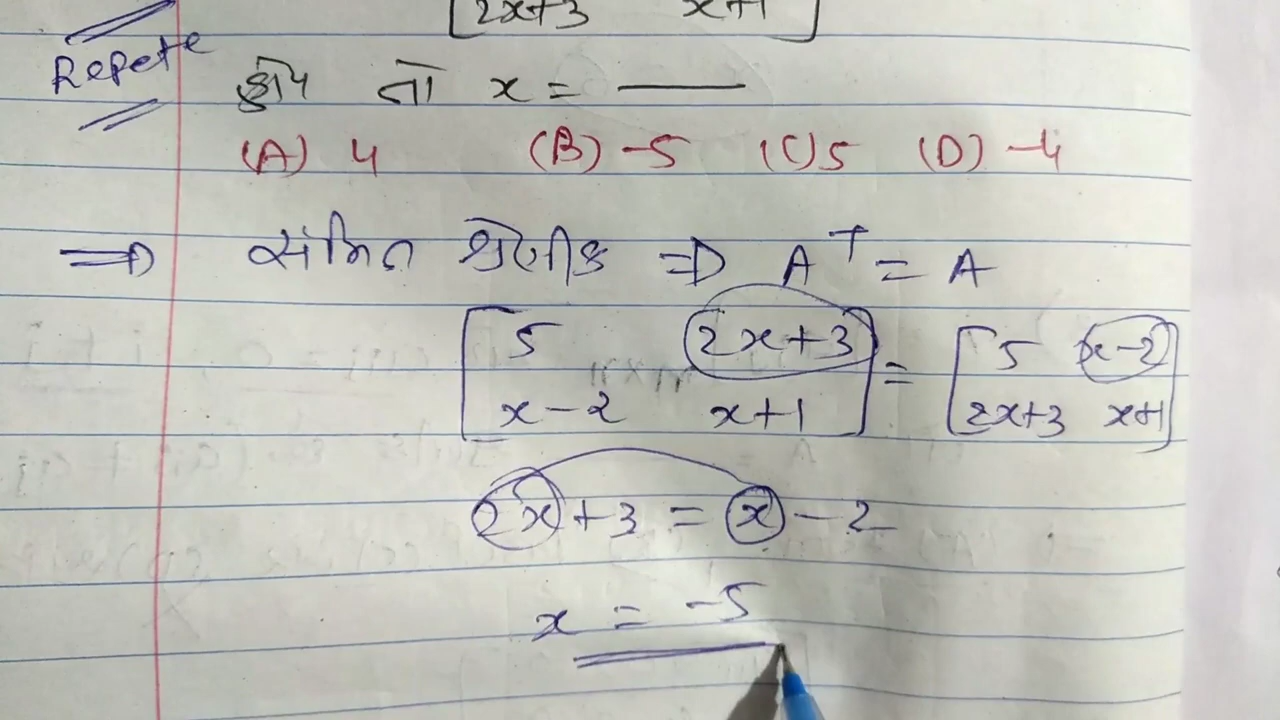 2x+3 x+1
Repete
હોય તો x = ____
(A) 4 (B) -5 (C) 5 (D) -4
⇒ સંમિત શ્રેણીક ⇒ A^T = A
[5 2x+3] = [5 x-2]
[x-2 x+1] [2x+3 x+1]
2x+3 = x-2
x = -5